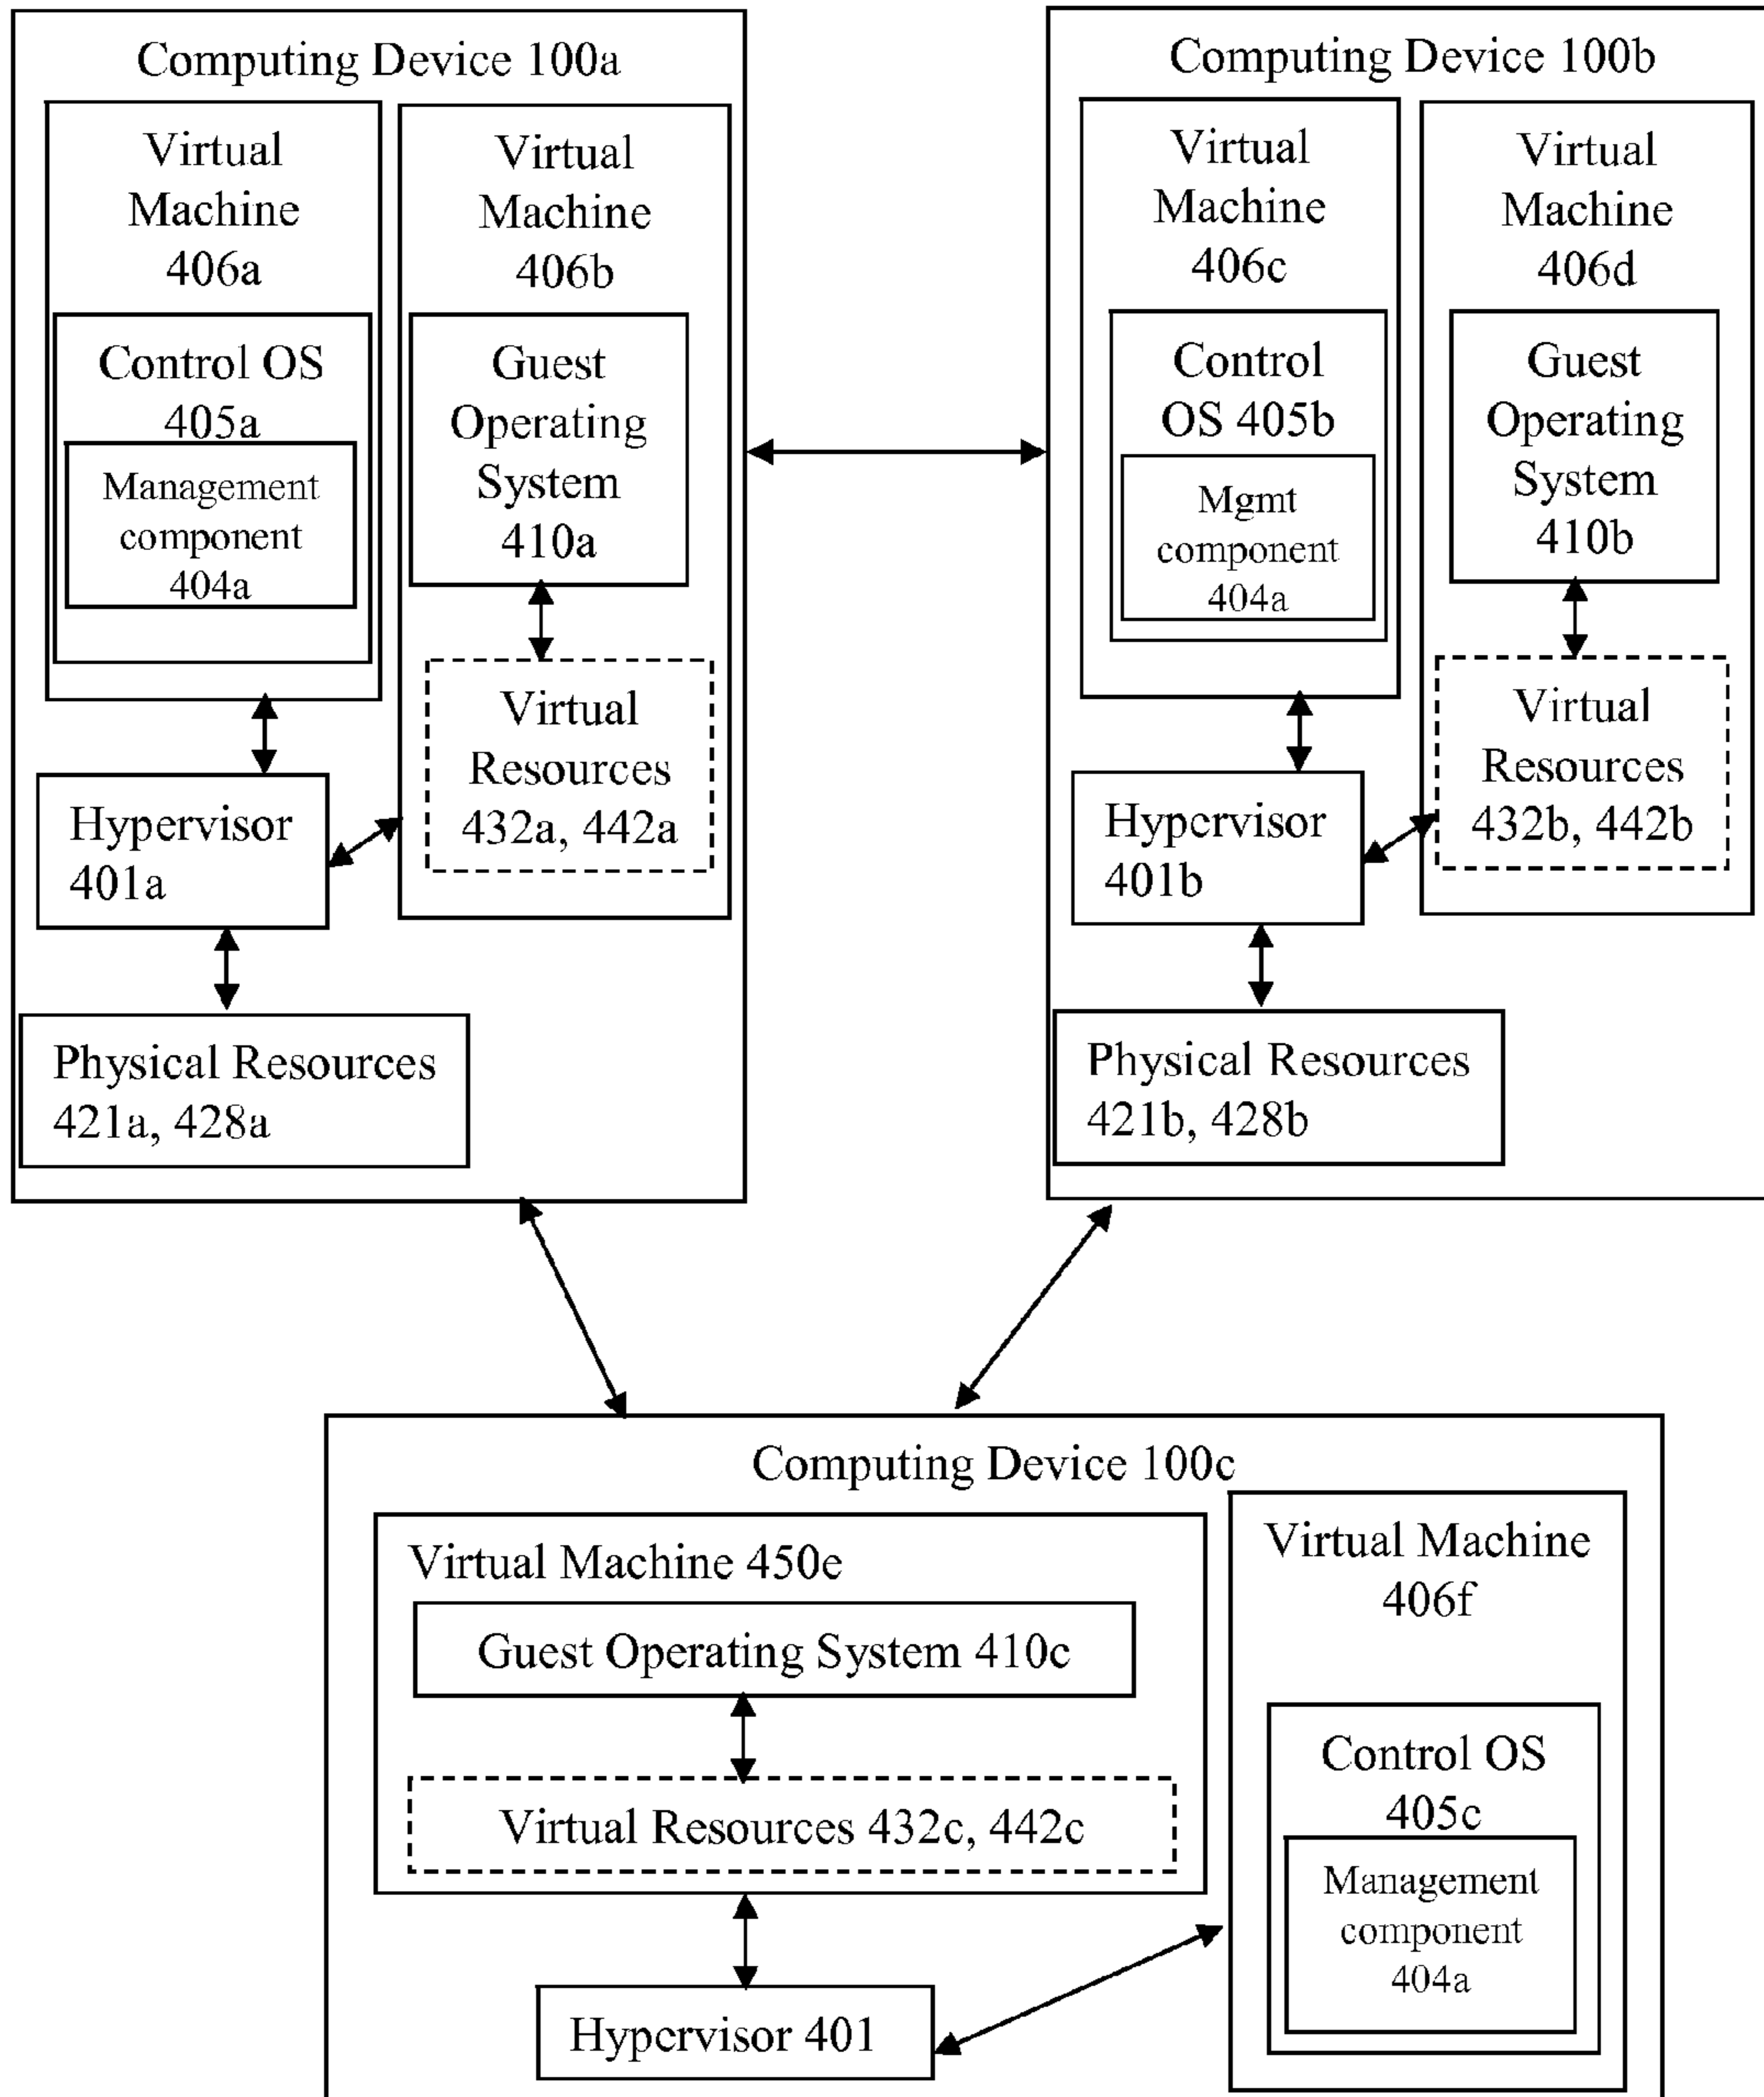 Computing Device 100a
Virtual
Machine
406a
Control OS
405a
Management
component
404a
Virtual
Machine
406b
Guest
Operating
System
410a
Virtual
Resources
432a, 442a
Hypervisor
401a
Physical Resources
421a, 428a
Computing Device 100b
Virtual
Machine
406c
Control
OS 405b
Mgmt
component
404a
Virtual
Machine
406d
Guest
Operating
System
410b
Virtual
Resources
432b, 442b
Hypervisor
401b
Physical Resources
421b, 428b
Computing Device 100c
Virtual Machine 450e
Guest Operating System 410c
Virtual Resources 432c, 442c
Virtual Machine
406f
Control OS
405c
Management
component
404a
Hypervisor 401